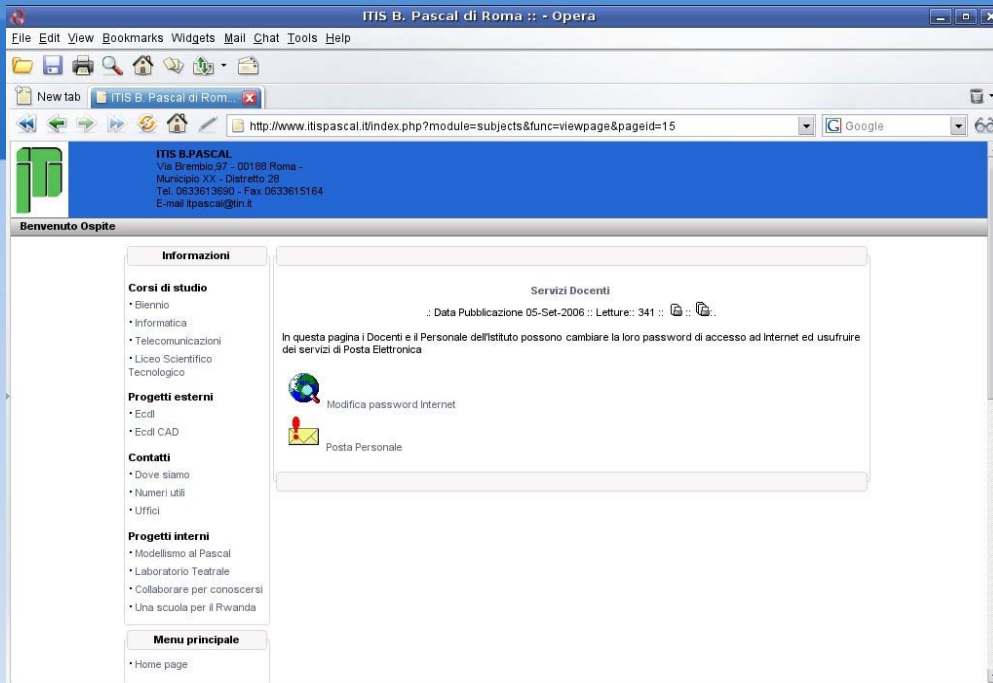 ITIS B. Pascal di Roma :: - Opera
File Edit View Bookmarks Widgets Mail Chat Tools Help
New tab ITIS B. Pascal di Rom...
http://www.itispascal.it/index.php?module=subjects&func=viewpage&pageid=15 Google
iti
ITIS B.PASCAL
Via Brembio,97 - 00188 Roma -
Municipio XX - Distretto 28
Tel. 0633613690 - Fax 0633615164
E-mail itpascal@tin.it
Benvenuto Ospite
Informazioni
Corsi di studio
• Biennio
• Informatica
• Telecomunicazioni
• Liceo Scientifico
Tecnologico
Progetti esterni
• Ecdl
• Ecdl CAD
Contatti
• Dove siamo
• Numeri utili
• Uffici
Progetti interni
• Modellismo al Pascal
• Laboratorio Teatrale
• Collaborare per conoscersi
• Una scuola per il Rwanda
Menu principale
• Home page
Servizi Docenti
.: Data Pubblicazione 05-Set-2006 :: Letture:: 341 :: :: :.
In questa pagina i Docenti e il Personale dell'Istituto possono cambiare la loro password di accesso ad Internet ed usufruire
dei servizi di Posta Elettronica
Modifica password Internet
Posta Personale